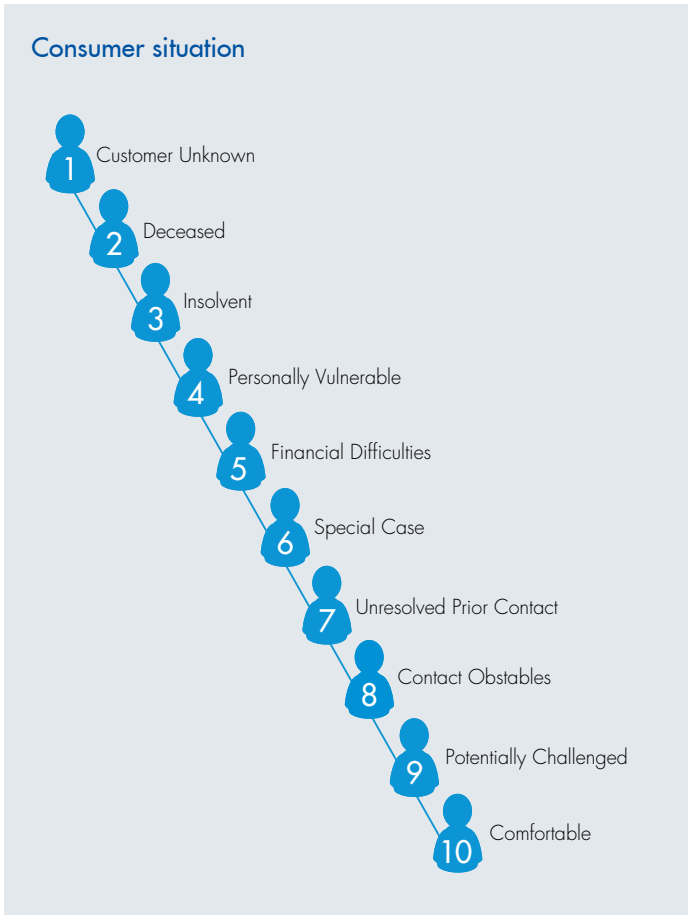 Consumer situation
1 Customer Unknown
2 Deceased
3 Insolvent
4 Personally Vulnerable
5 Financial Difficulties
6 Special Case
7 Unresolved Prior Contact
8 Contact Obstables
9 Potentially Challenged
10 Comfortable